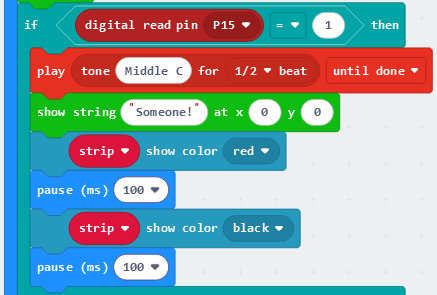 if digital read pin P15 = 1 then
play tone Middle C for 1/2 beat until done
show string "Someone!" at x 0 y 0
strip show color red
pause (ms) 100
strip show color black
pause (ms) 100